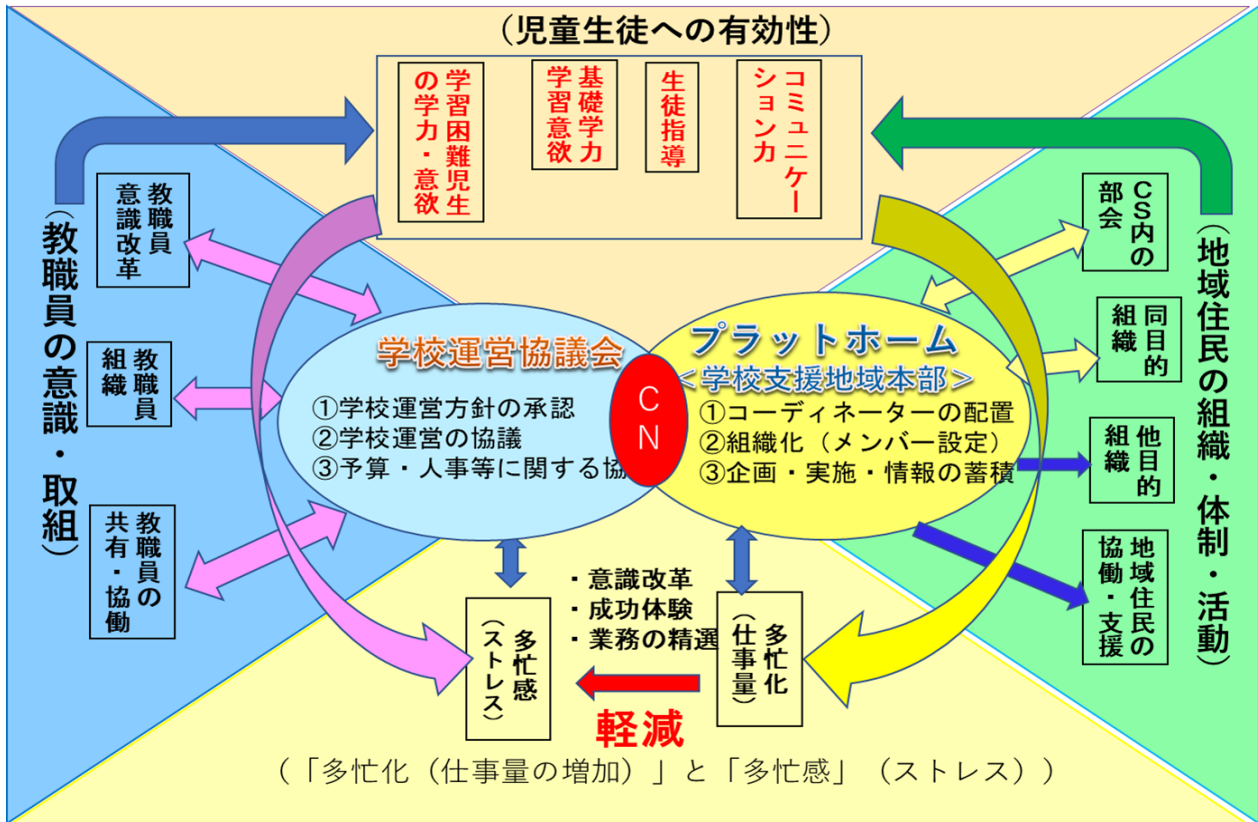 （児童生徒への有効性）
学習困難児生
の学力・意欲
基礎学力
学習意欲
生徒指導
コミュニケー
ション力
（教職員の意識・取組）
教職員
意識改革
教職員
組織
教職員の
共有・協働
学校運営協議会
①学校運営方針の承認
②学校運営の協議
③予算・人事等に関する協
CN
プラットホーム
＜学校支援地域本部＞
①コーディネーターの配置
②組織化（メンバー設定）
③企画・実施・情報の蓄積
CS内の
部会
同目的
組織
他目的
組織
地域住民の
協働・支援
（地域住民の組織・体制・活動）
多忙感
（ストレス）
・意識改革
・成功体験
・業務の精選
軽減
多忙化
（仕事量）
（「多忙化（仕事量の増加）」と「多忙感」（ストレス））